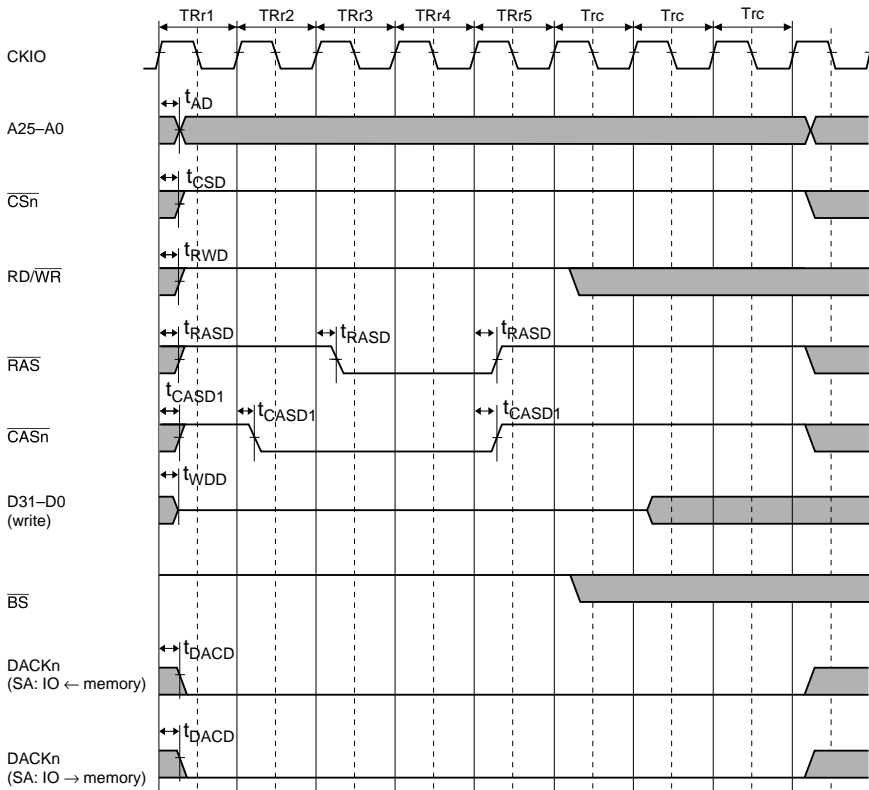 TRr1 TRr2 TRr3 TRr4 TRr5 Trc Trc Trc
CKIO
tAD
A25–A0
tCSD
CSn
tRWD
RD/WR
tRASD tRASD tRASD
RAS
tCASD1 tCASD1 tCASD1
CASn
tWDD
D31–D0
(write)
BS
tDACD
DACKn
(SA: IO ← memory)
tDACD
DACKn
(SA: IO → memory)